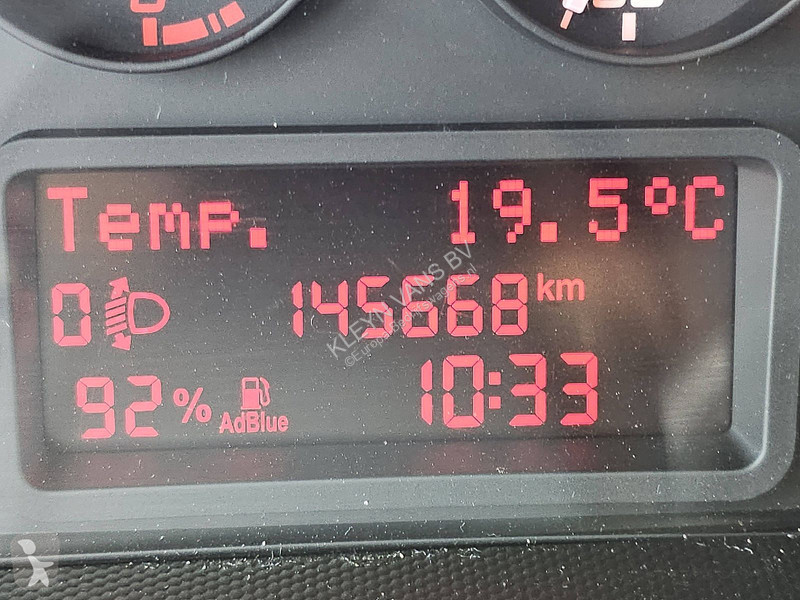 Temp. 19.5°C
0 145668 km
92 % AdBlue 10:33
KLEYN VANS BV